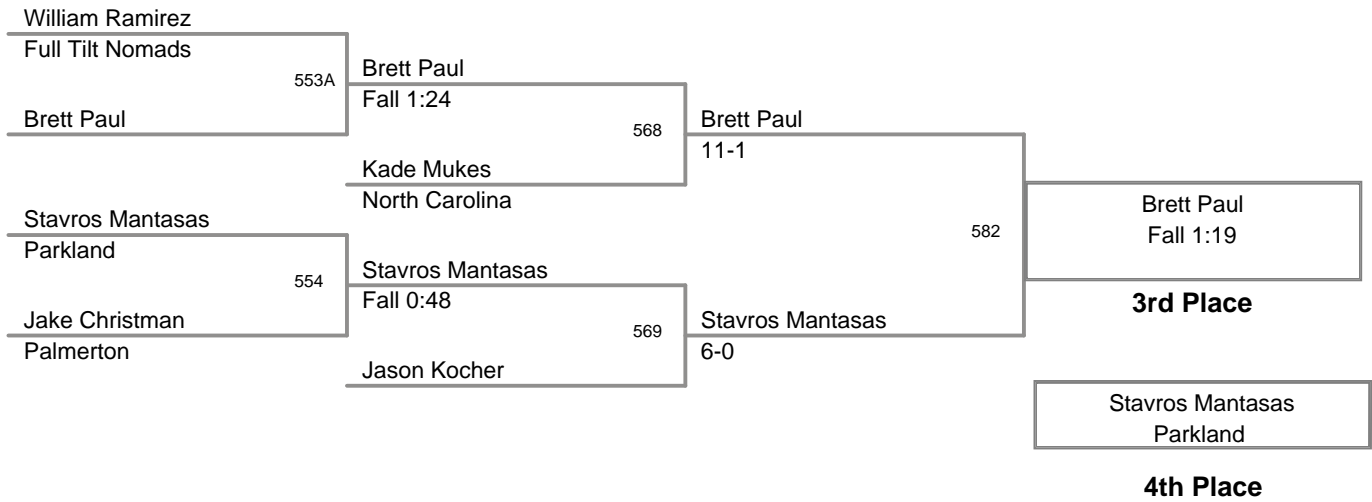 William Ramirez
Full Tilt Nomads
553A
Brett Paul
Brett Paul
Fall 1:24
568
Kade Mukes
North Carolina
Brett Paul
11-1
Stavros Mantasas
Parkland
554
Jake Christman
Palmerton
Stavros Mantasas
Fall 0:48
569
Jason Kocher
Stavros Mantasas
6-0
582
Brett Paul
Fall 1:19
3rd Place
Stavros Mantasas
Parkland
4th Place